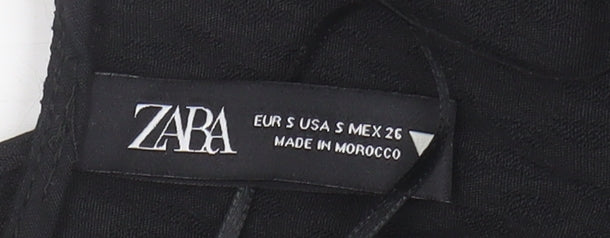 ZARA
EUR S USA S MEX 26
MADE IN MOROCCO